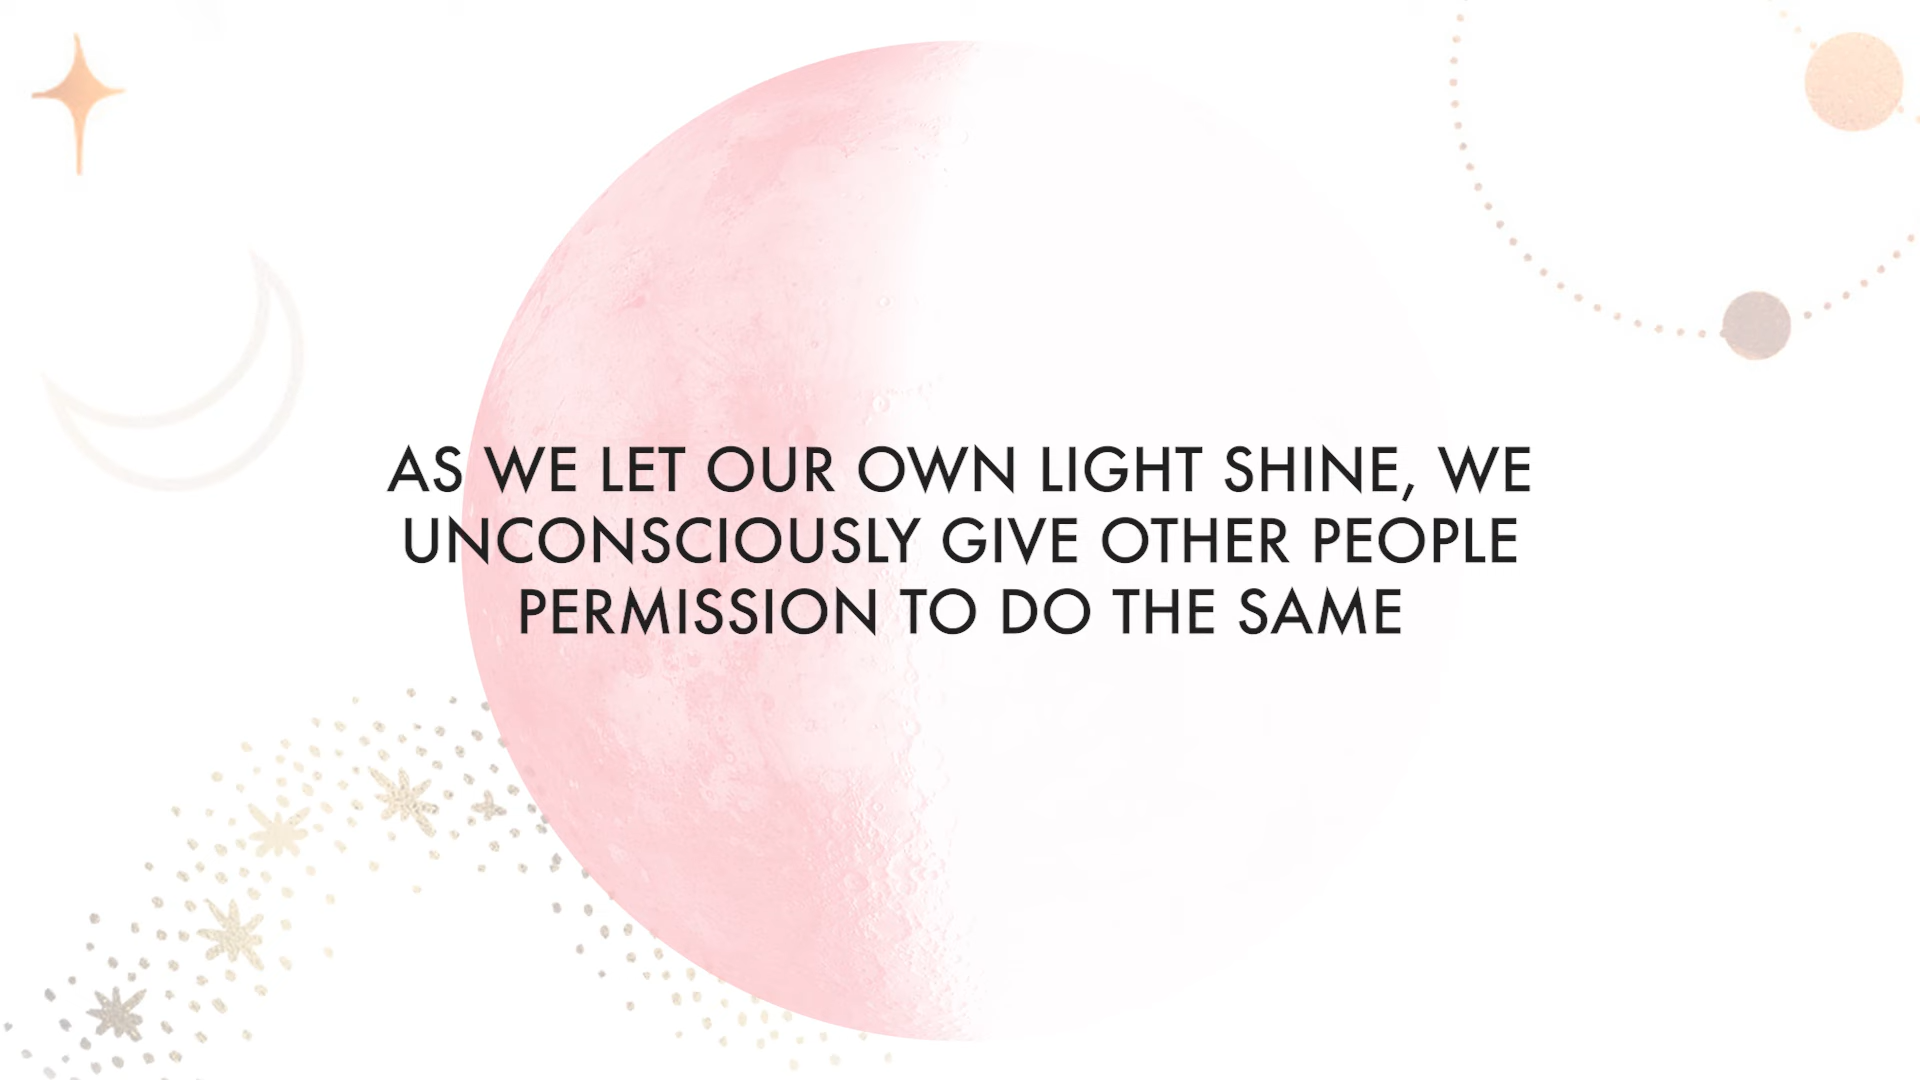 AS WE LET OUR OWN LIGHT SHINE, WE
UNCONSCIOUSLY GIVE OTHER PEOPLE
PERMISSION TO DO THE SAME